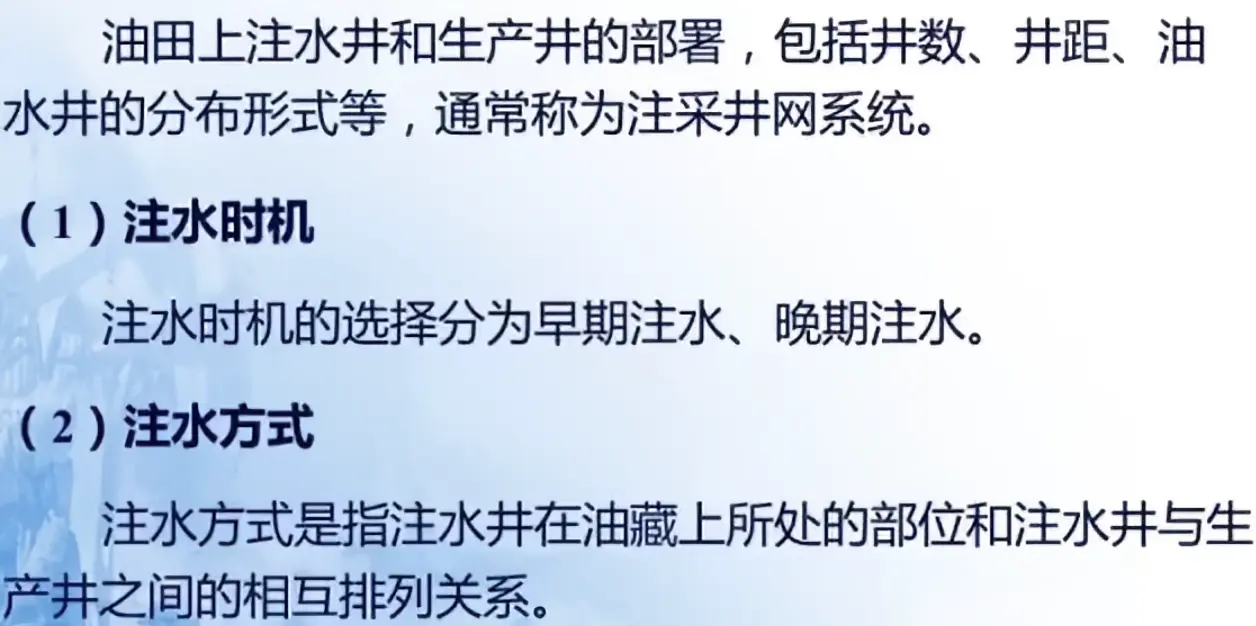 油田上注水井和生产井的部署，包括井数、井距、油
水井的分布形式等，通常称为注采井网系统。
（1）注水时机
注水时机的选择分为早期注水、晚期注水。
（2）注水方式
注水方式是指注水井在油藏上所处的部位和注水井与生
产井之间的相互排列关系。